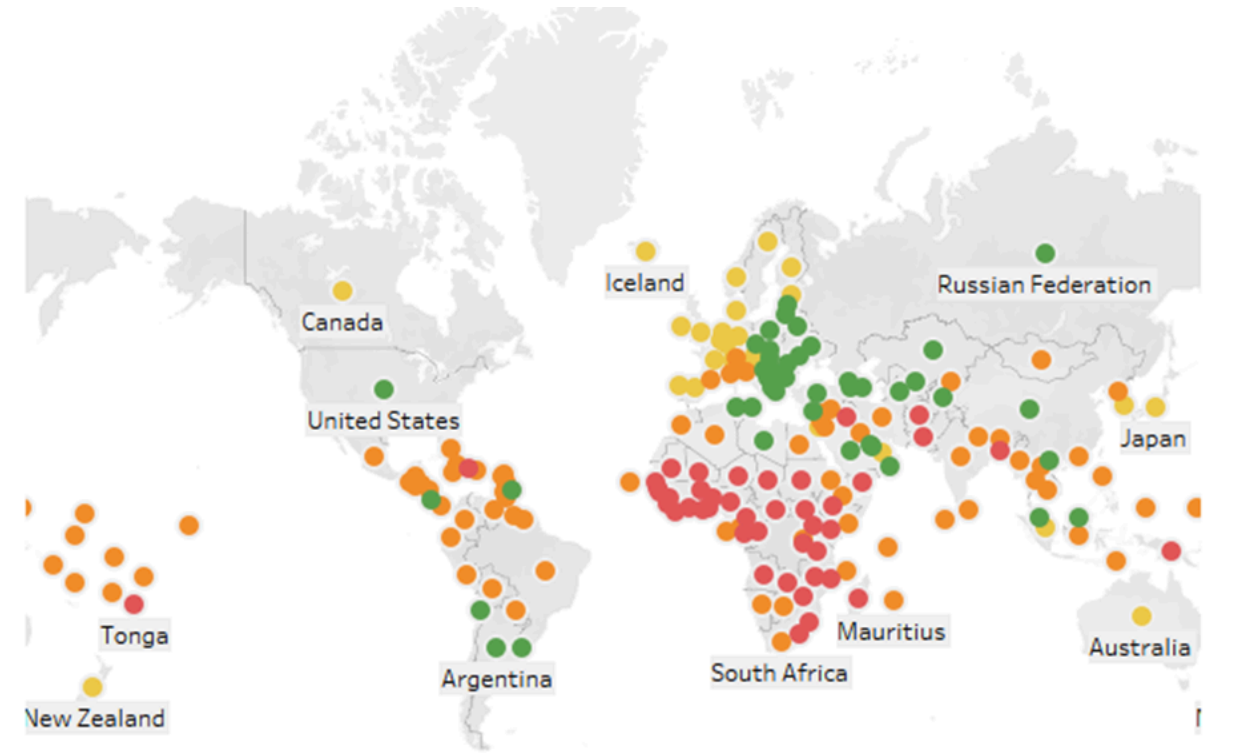 Iceland
Russian Federation
Canada
United States
Japan
Tonga
Mauritius
Australia
Argentina
South Africa
New Zealand